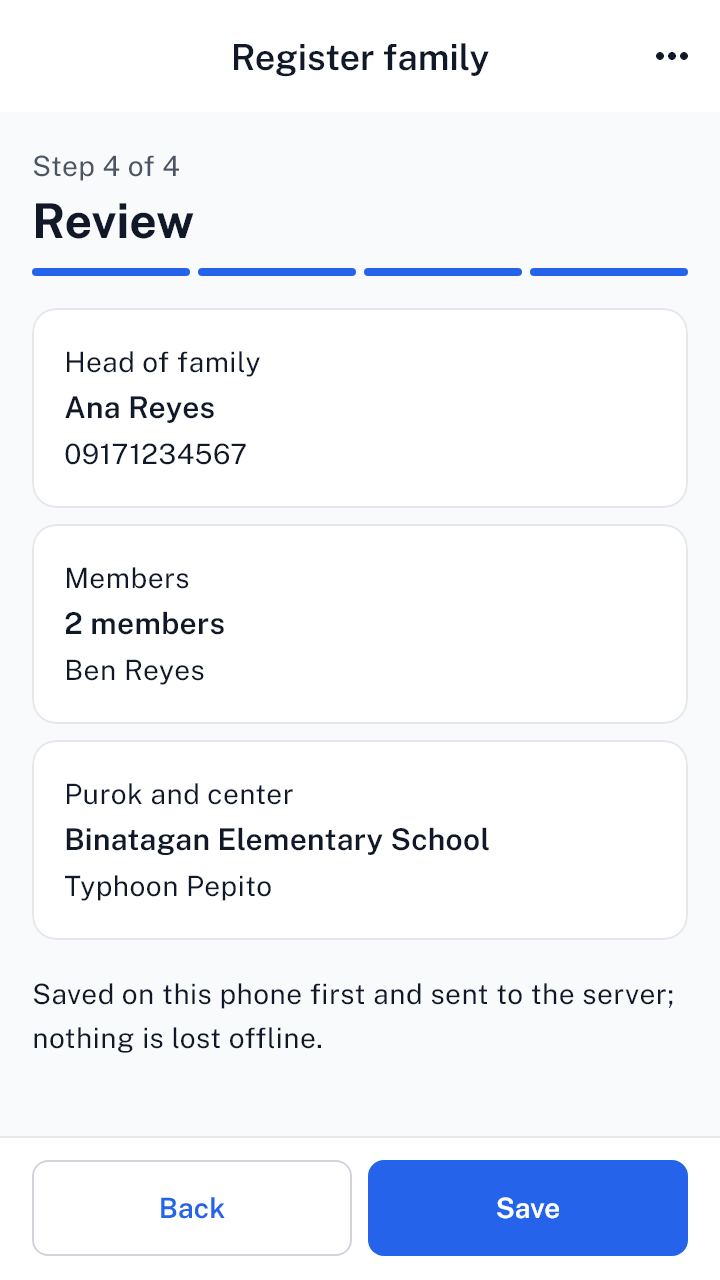 Register family
Step 4 of 4
Review
Head of family
Ana Reyes
09171234567
Members
2 members
Ben Reyes
Purok and center
Binatagan Elementary School
Typhoon Pepito
Saved on this phone first and sent to the server;
nothing is lost offline.
Back
Save